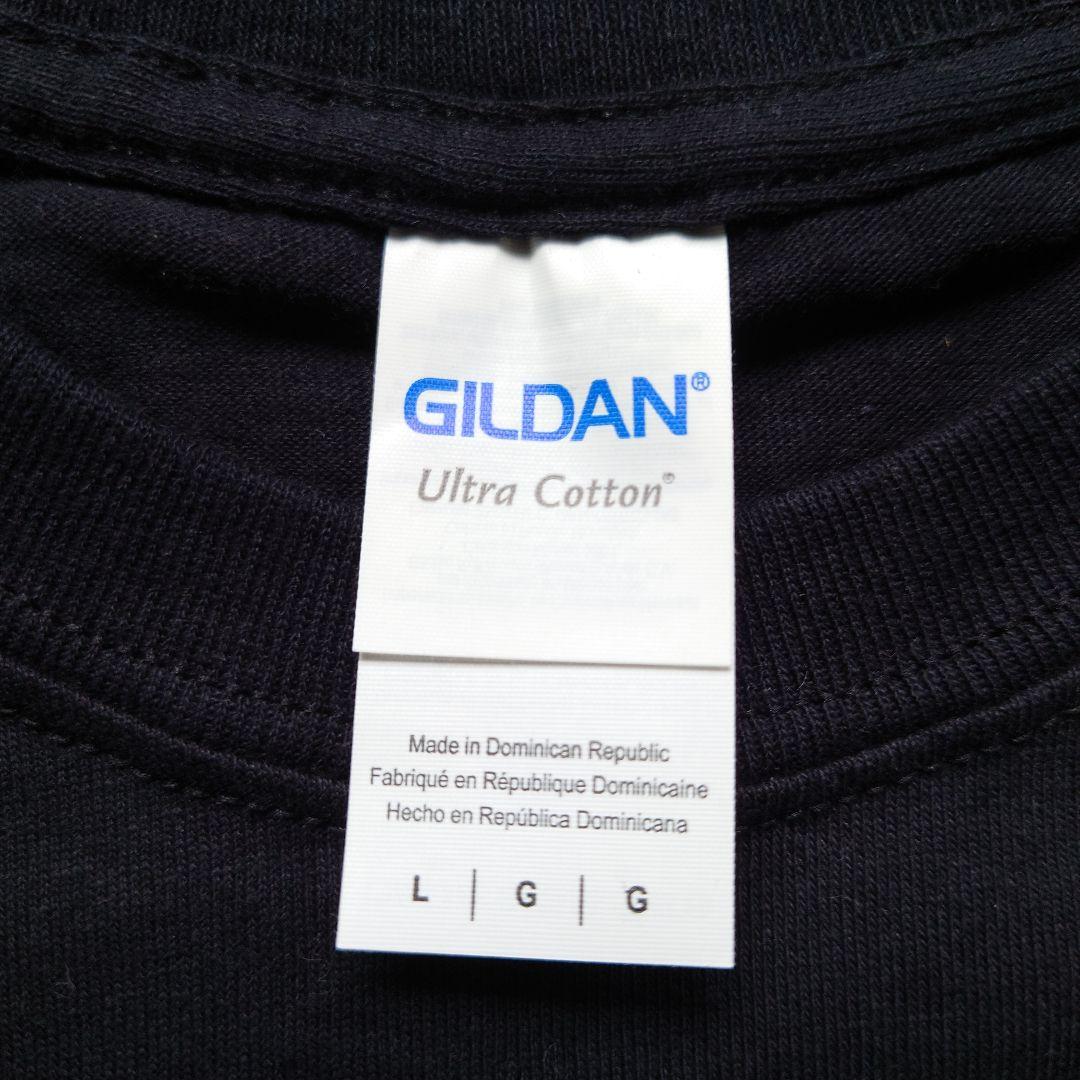 GILDAN®
Ultra Cotton®
Made in Dominican Republic
Fabriqué en République Dominicaine
Hecho en República Dominicana
L | G | G